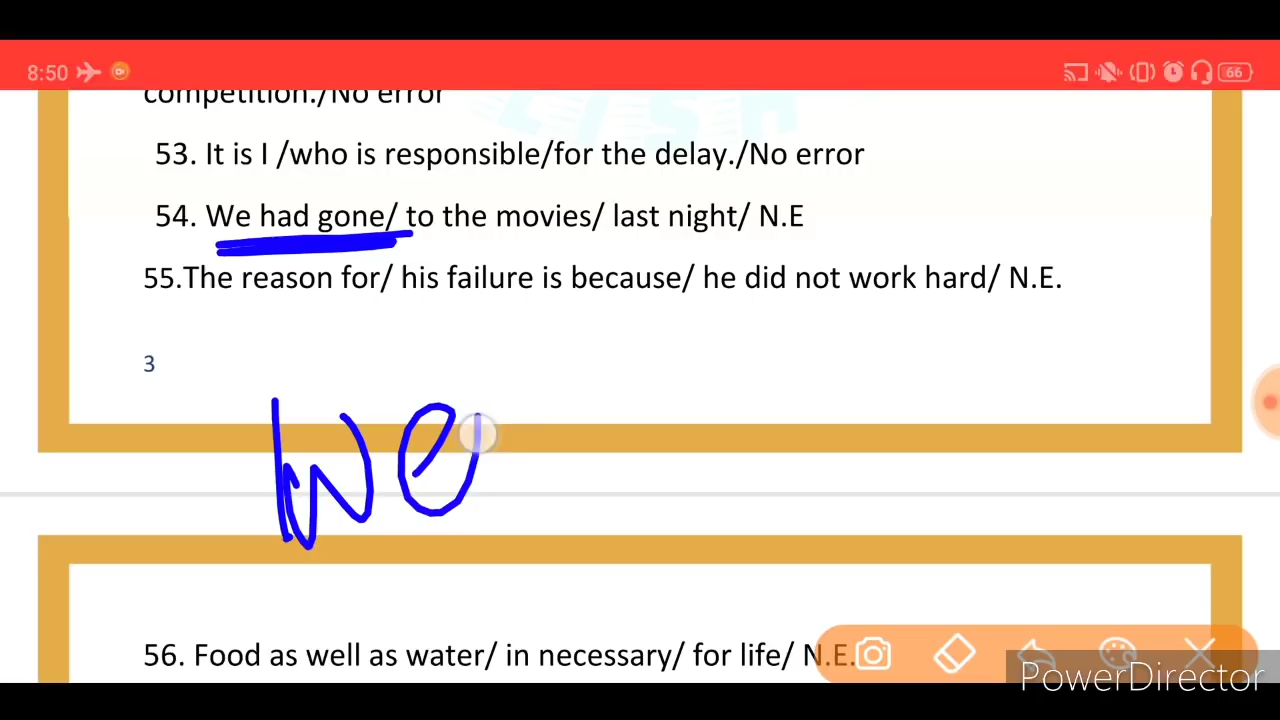 8:50
66
competition./No error
53. It is I /who is responsible/for the delay./No error
54. We had gone/ to the movies/ last night/ N.E
55.The reason for/ his failure is because/ he did not work hard/ N.E.
3
We
56. Food as well as water/ in necessary/ for life/ N.E.
PowerDirector